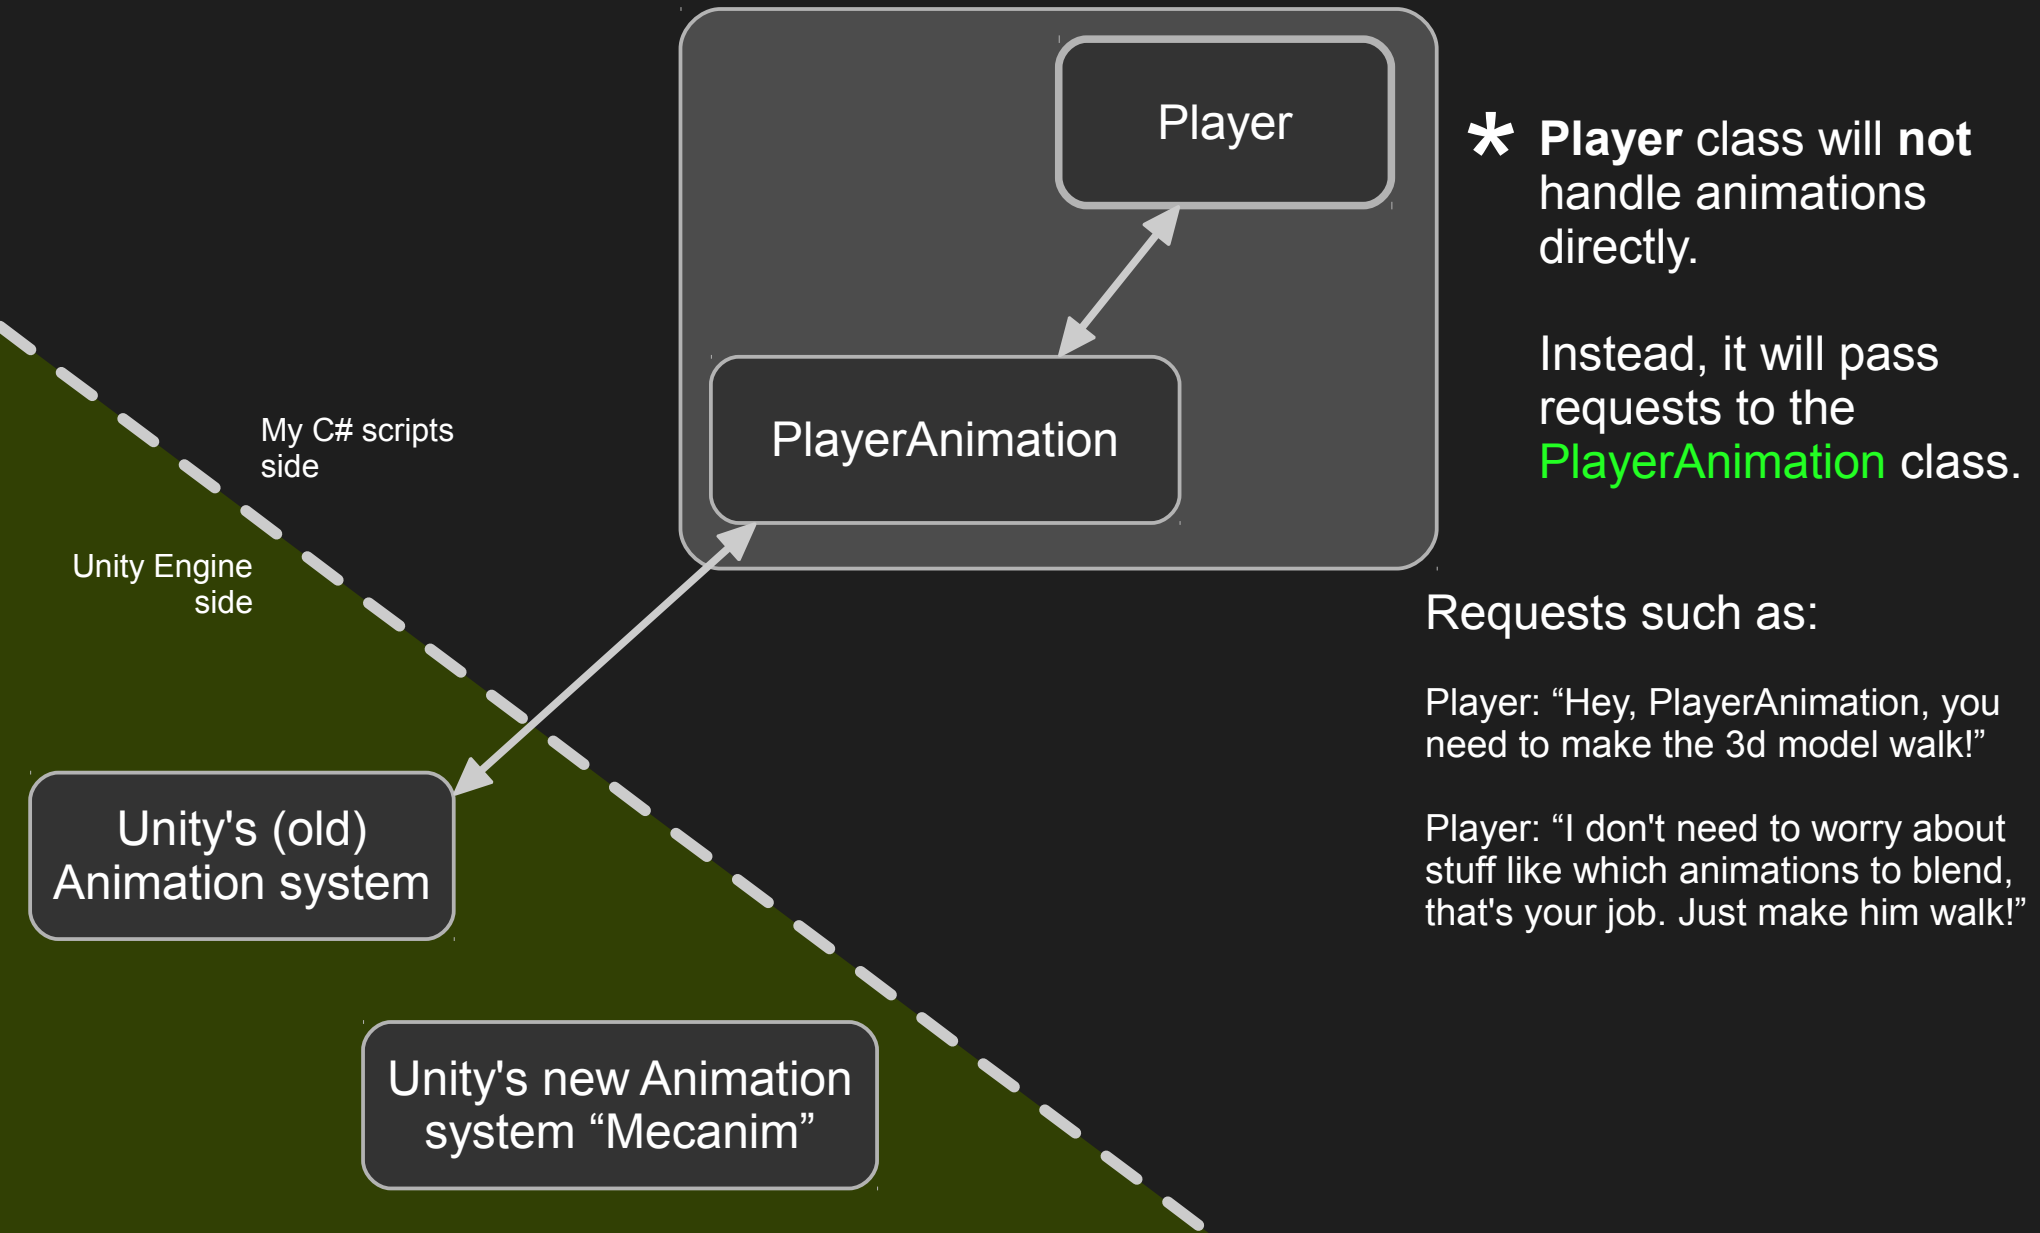 Player
* Player class will not
handle animations
directly.
Instead, it will pass
requests to the
PlayerAnimation class.
My C# scripts
side
PlayerAnimation
Unity Engine
side
Requests such as:
Player: “Hey, PlayerAnimation, you
need to make the 3d model walk!”
Player: “I don't need to worry about
stuff like which animations to blend,
that's your job. Just make him walk!”
Unity's (old)
Animation system
Unity's new Animation
system “Mecanim”